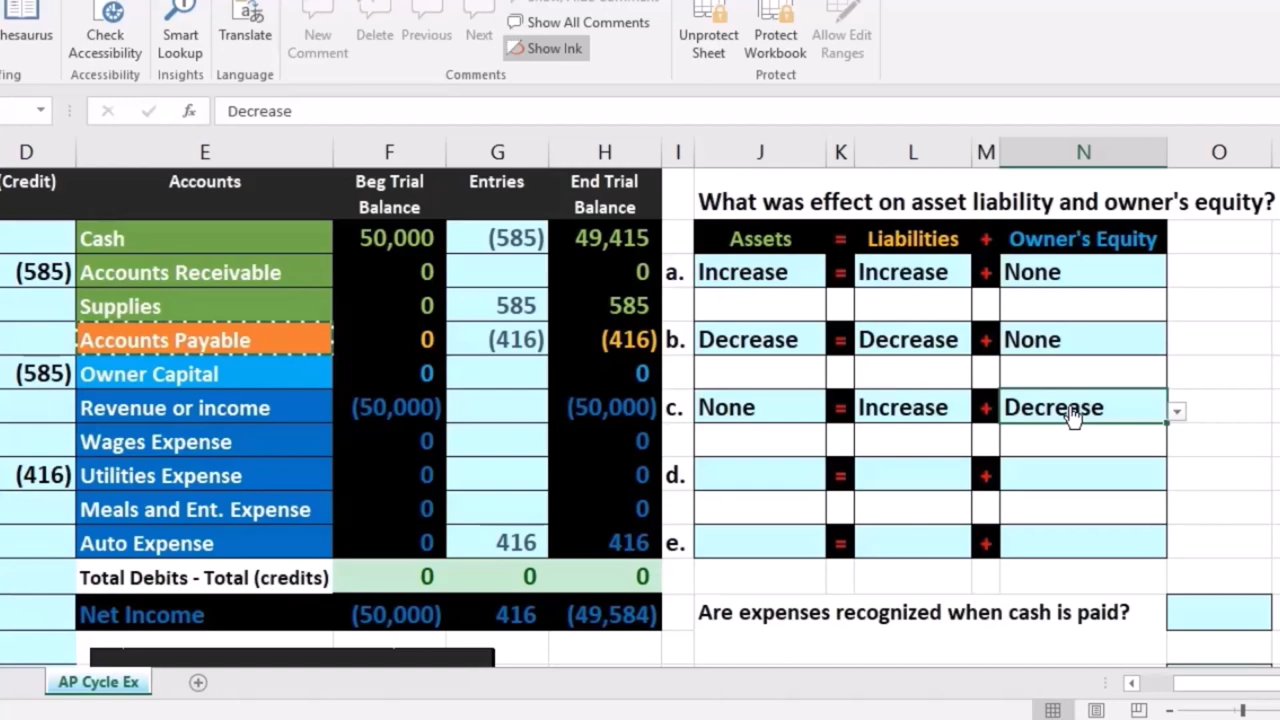 hesaurus
Check Accessibility
Smart Lookup
Translate
New Comment
Delete
Previous
Next
Show All Comments
Show Ink
Unprotect Sheet
Protect Workbook
Allow Edit Ranges
fing
Accessibility
Insights
Language
Comments
Protect
fx
Decrease
D E F G H I J K L M N O
(Credit) Accounts Beg Trial Balance Entries End Trial Balance
What was effect on asset liability and owner's equity?
Cash 50,000 (585) 49,415 Assets = Liabilities + Owner's Equity
(585) Accounts Receivable 0 0 a. Increase = Increase + None
Supplies 0 585 585
Accounts Payable 0 (416) (416) b. Decrease = Decrease + None
(585) Owner Capital 0 0
Revenue or income (50,000) (50,000) c. None = Increase + Decrease
Wages Expense 0 0
(416) Utilities Expense 0 0 d. = +
Meals and Ent. Expense 0 0
Auto Expense 0 416 416 e. = +
Total Debits - Total (credits) 0 0 0
Net Income (50,000) 416 (49,584) Are expenses recognized when cash is paid?
AP Cycle Ex